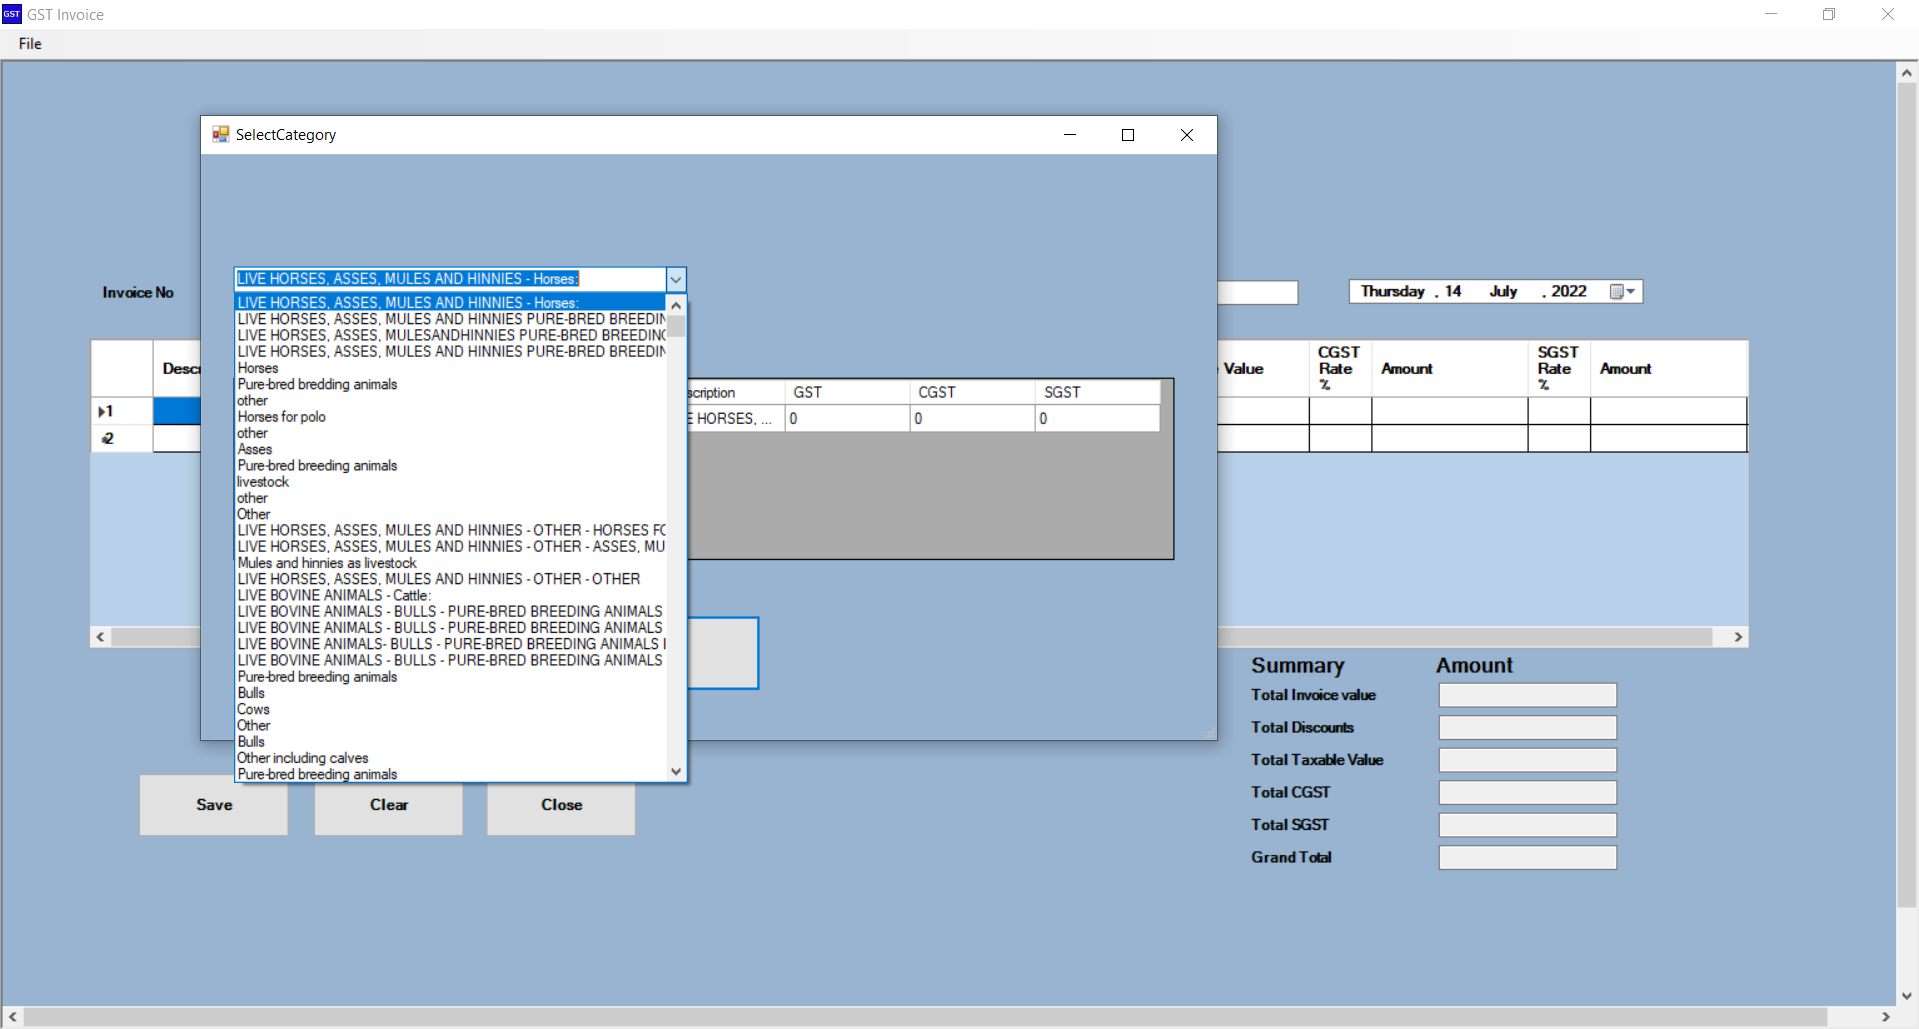 GST GST Invoice
File
SelectCategory
Invoice No
Thursday , 14 July , 2022
LIVE HORSES, ASSES, MULES AND HINNIES - Horses:
LIVE HORSES, ASSES, MULES AND HINNIES - Horses:
LIVE HORSES, ASSES, MULES AND HINNIES PURE-BRED BREEDIN
LIVE HORSES, ASSES, MULESANDHINNIES PURE-BRED BREEDING
LIVE HORSES, ASSES, MULES AND HINNIES PURE-BRED BREEDIN
Horses
Pure-bred bredding animals
other
Horses for polo
other
Asses
Pure-bred breeding animals
livestock
other
Other
LIVE HORSES, ASSES, MULES AND HINNIES - OTHER - HORSES FO
LIVE HORSES, ASSES, MULES AND HINNIES - OTHER - ASSES, MU
Mules and hinnies as livestock
LIVE HORSES, ASSES, MULES AND HINNIES - OTHER - OTHER
LIVE BOVINE ANIMALS - Cattle:
LIVE BOVINE ANIMALS - BULLS - PURE-BRED BREEDING ANIMALS
LIVE BOVINE ANIMALS - BULLS - PURE-BRED BREEDING ANIMALS
LIVE BOVINE ANIMALS- BULLS - PURE-BRED BREEDING ANIMALS I
LIVE BOVINE ANIMALS - BULLS - PURE-BRED BREEDING ANIMALS
Pure-bred breeding animals
Bulls
Cows
Other
Bulls
Other including calves
Pure-bred breeding animals
scription GST CGST SGST
E HORSES, ... 0 0 0
Descr
1
2
Value CGST Rate % Amount SGST Rate % Amount
Summary Amount
Total Invoice value
Total Discounts
Total Taxable Value
Total CGST
Total SGST
Grand Total
Save Clear Close